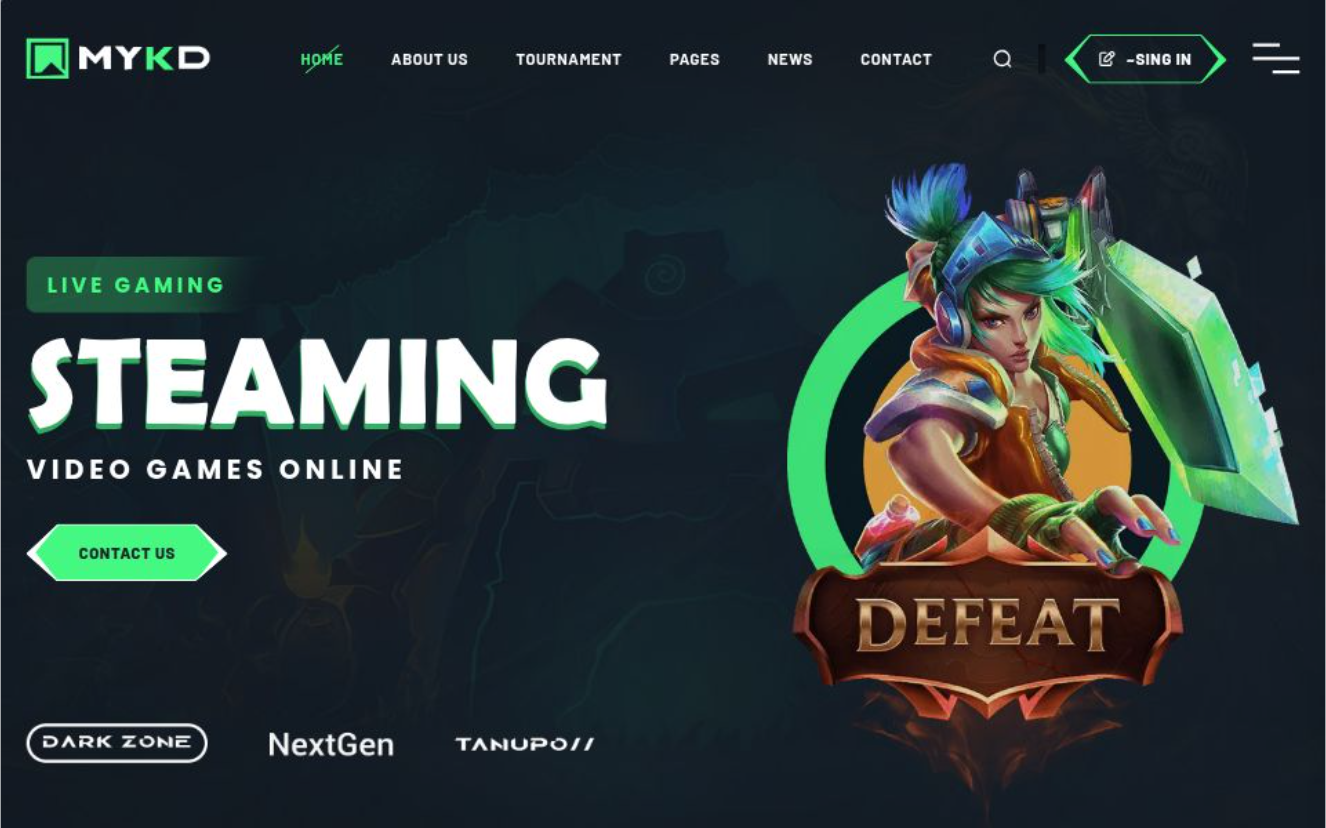 MYKD
HOME
ABOUT US
TOURNAMENT
PAGES
NEWS
CONTACT
~SING IN
LIVE GAMING
STEAMING
VIDEO GAMES ONLINE
CONTACT US
DEFEAT
DARK ZONE
NextGen
TANUPO//